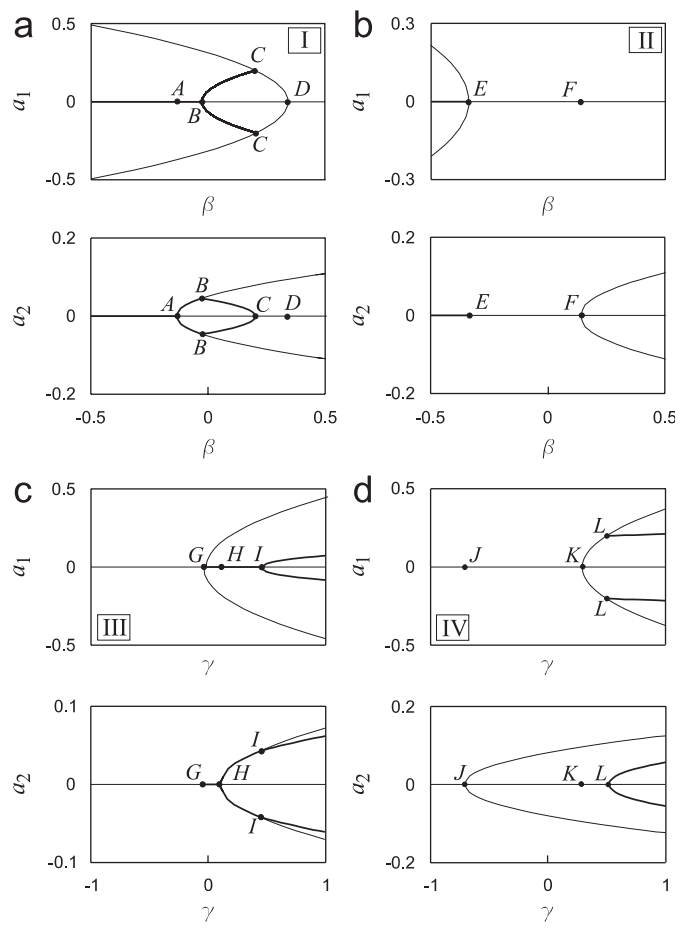 a
b
0.5
I
C
a1
0
A
B
D
C
-0.5
β
0.3
II
a1
0
E
F
-0.3
β
0.2
a2
0
A
B
C
D
B
-0.2
-0.5
0
0.5
β
0.2
a2
0
E
F
-0.2
-0.5
0
0.5
β
c
d
0.5
a1
0
G
H
I
III
-0.5
γ
0.5
L
a1
0
J
K
L
IV
-0.5
γ
0.1
I
a2
0
G
H
I
-0.1
-1
0
1
γ
0.2
a2
0
J
K
L
-0.2
-1
0
1
γ